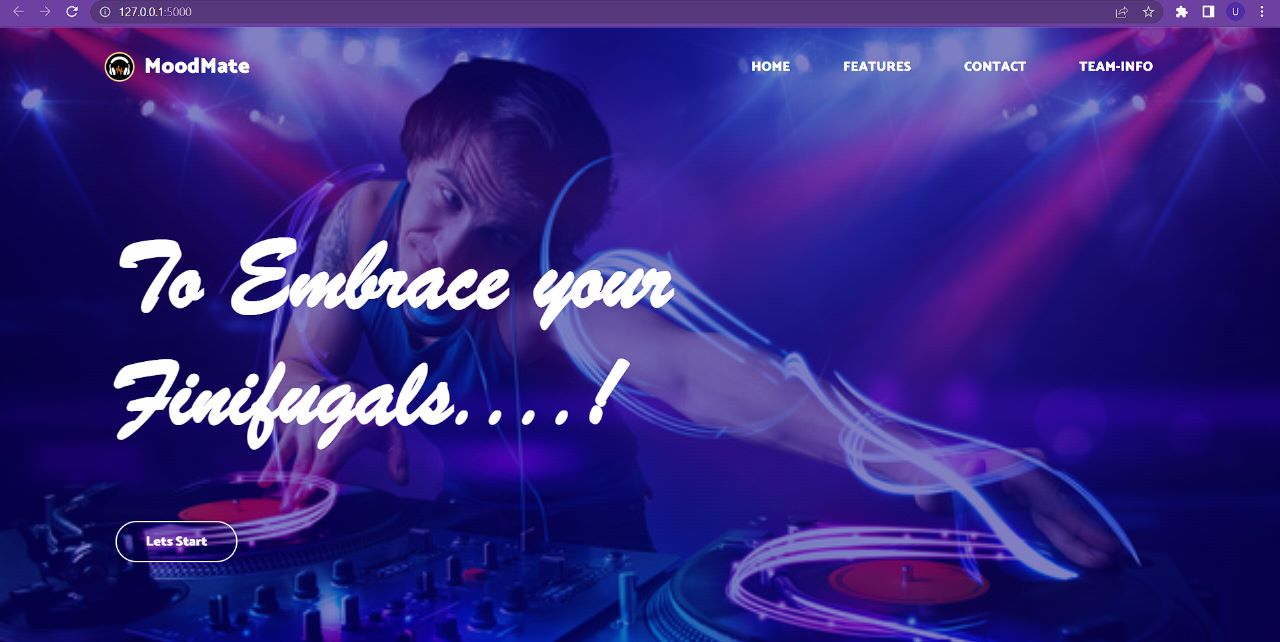 127.0.0.1:5000
U
MoodMate
HOME FEATURES CONTACT TEAM-INFO
To Embrace your
Finifugals....!
Lets Start